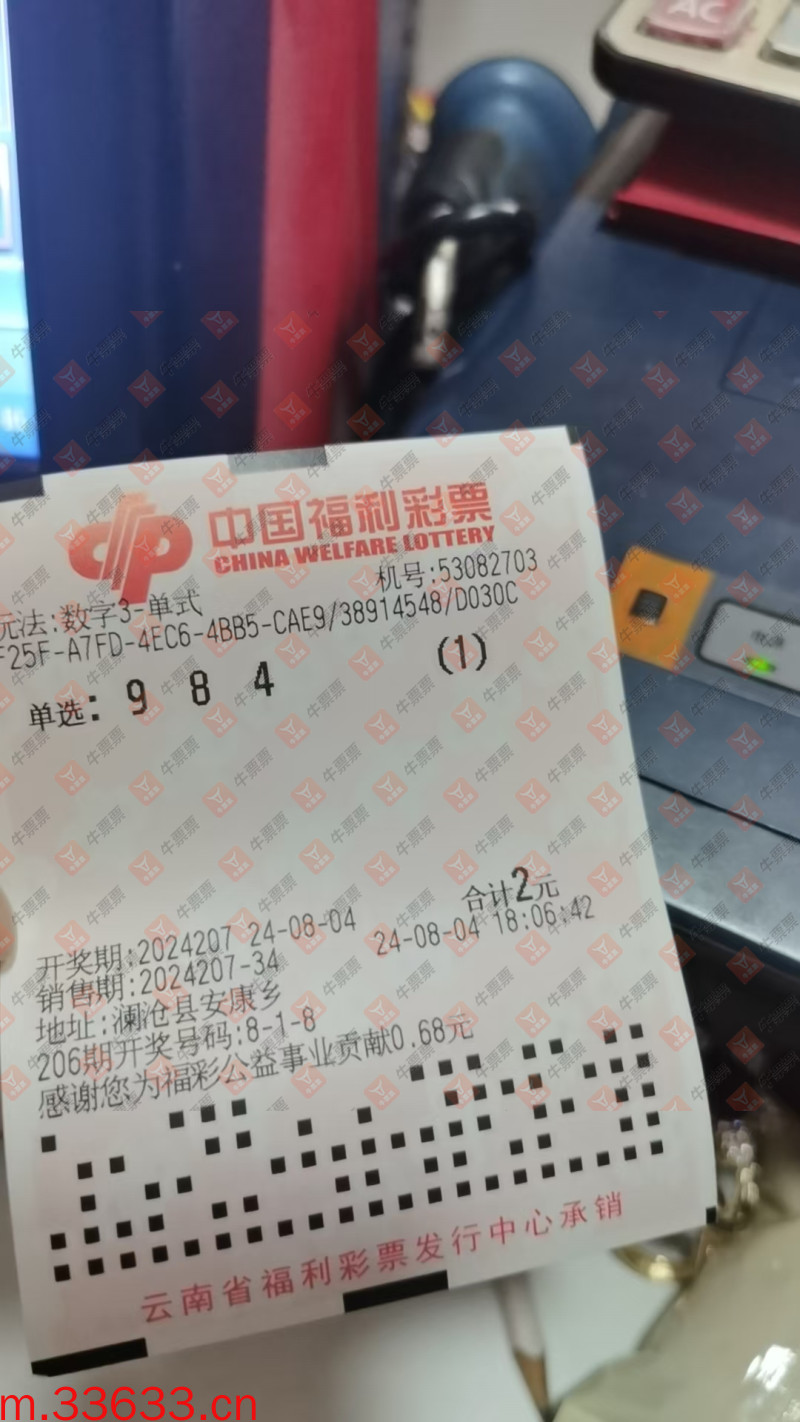 AC
中国福利彩票
CHINA WELFARE LOTTERY
机号:53082703
玩法:数字3-单式
F25F-A7FD-4EC6-4BB5-CAE9/38914548/D030C
单选: 9 8 4 (1)
合计2元
开奖期:2024207 24-08-04 24-08-04 18:06:42
销售期:2024207-34
地址:澜沧县安康乡
206期开奖号码:8-1-8
感谢您为福彩公益事业贡献0.68元
云南省福利彩票发行中心承销
牛票票
m.33633.cn